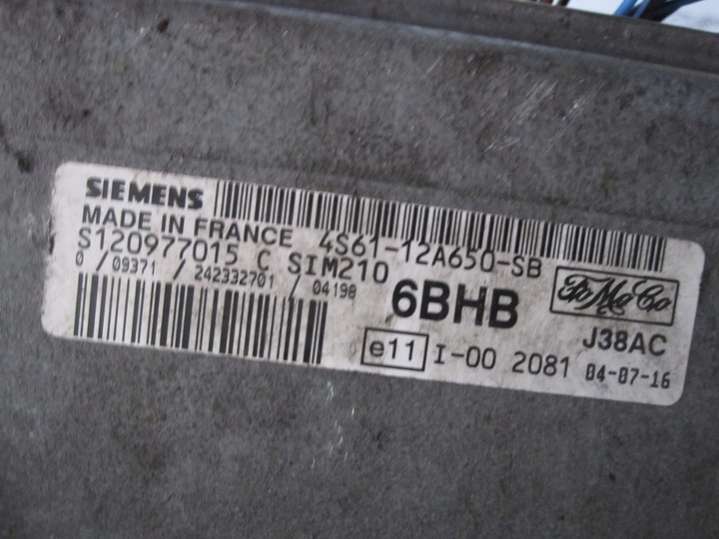 SIEMENS
MADE IN FRANCE 4S61-12A650-SB
S120977015 C SIM210
0 / 09371 / 242332701 / 04198
6BHB
FoMoCo
J38AC
e11 I-00 2081 04-07-16